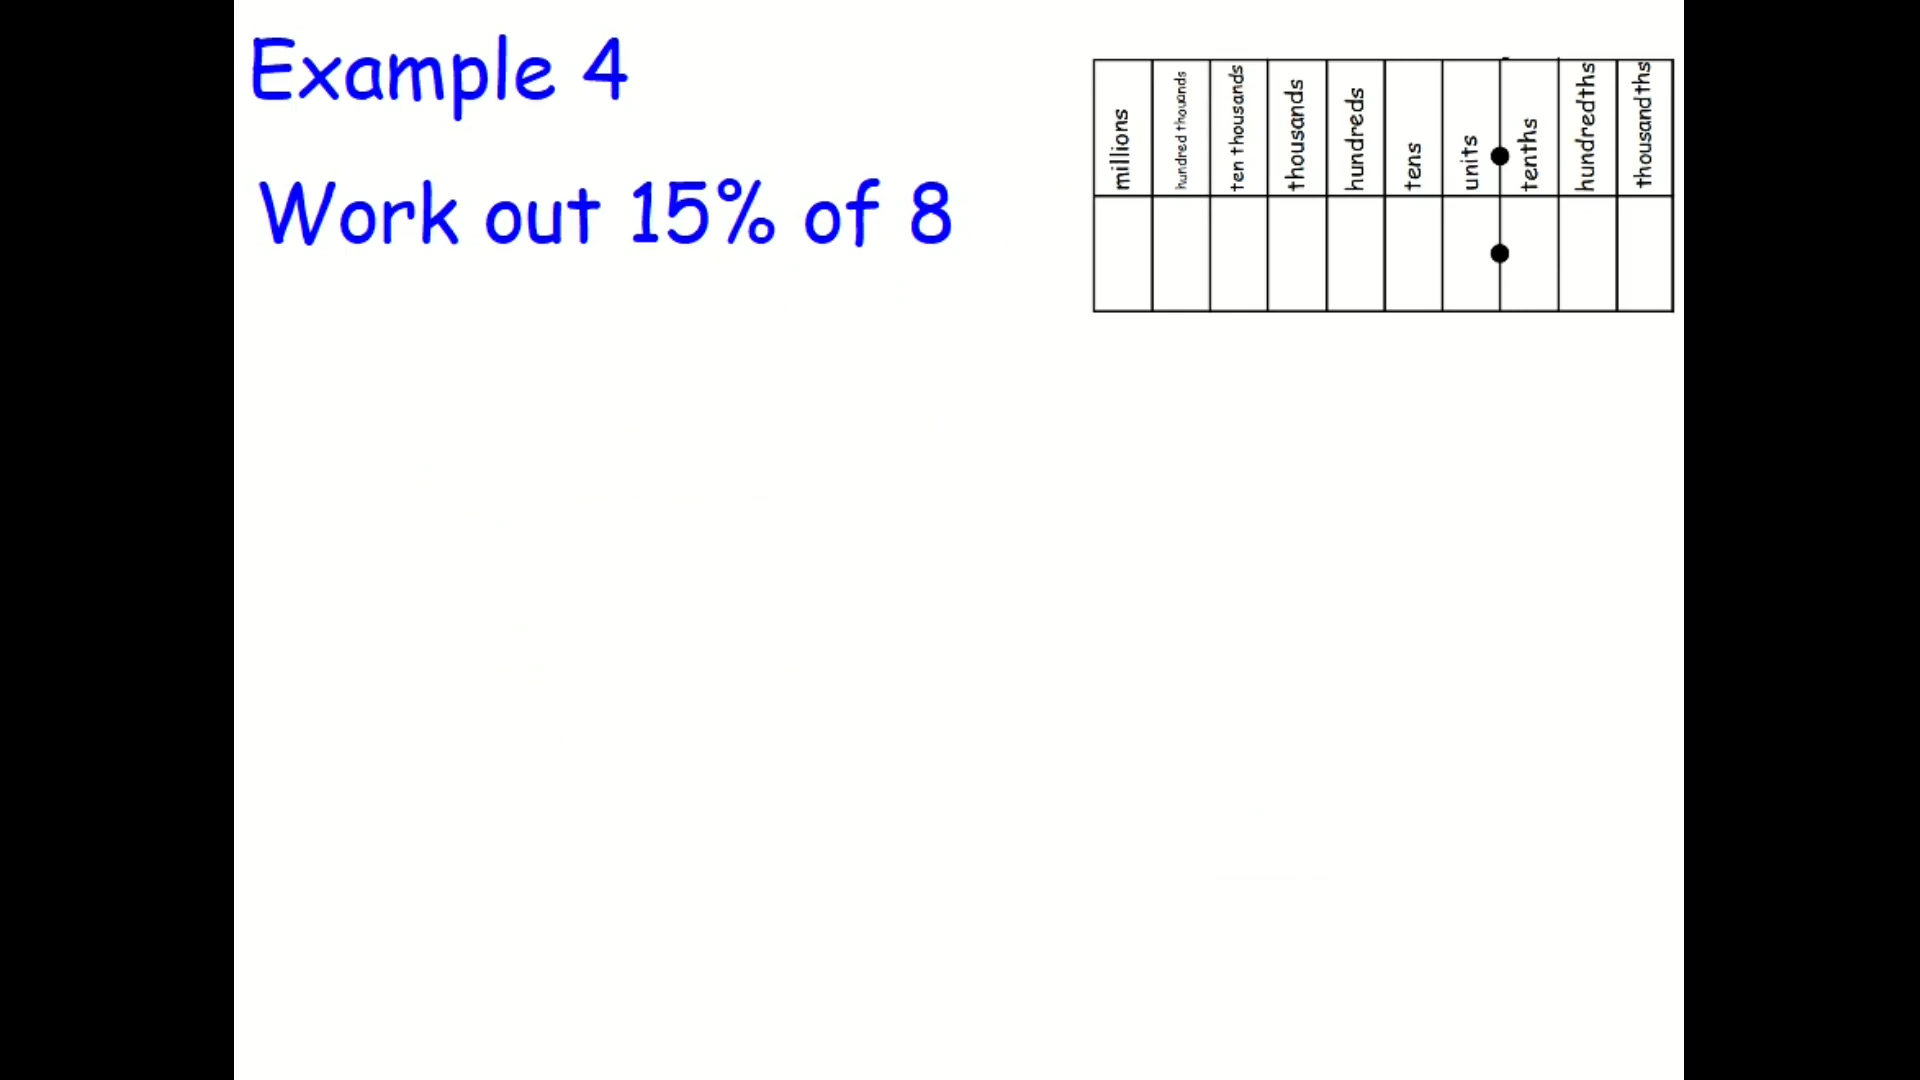 Example 4
Work out 15% of 8
millions
hundred thousands
ten thousands
thousands
hundreds
tens
units
tenths
hundredths
thousandths